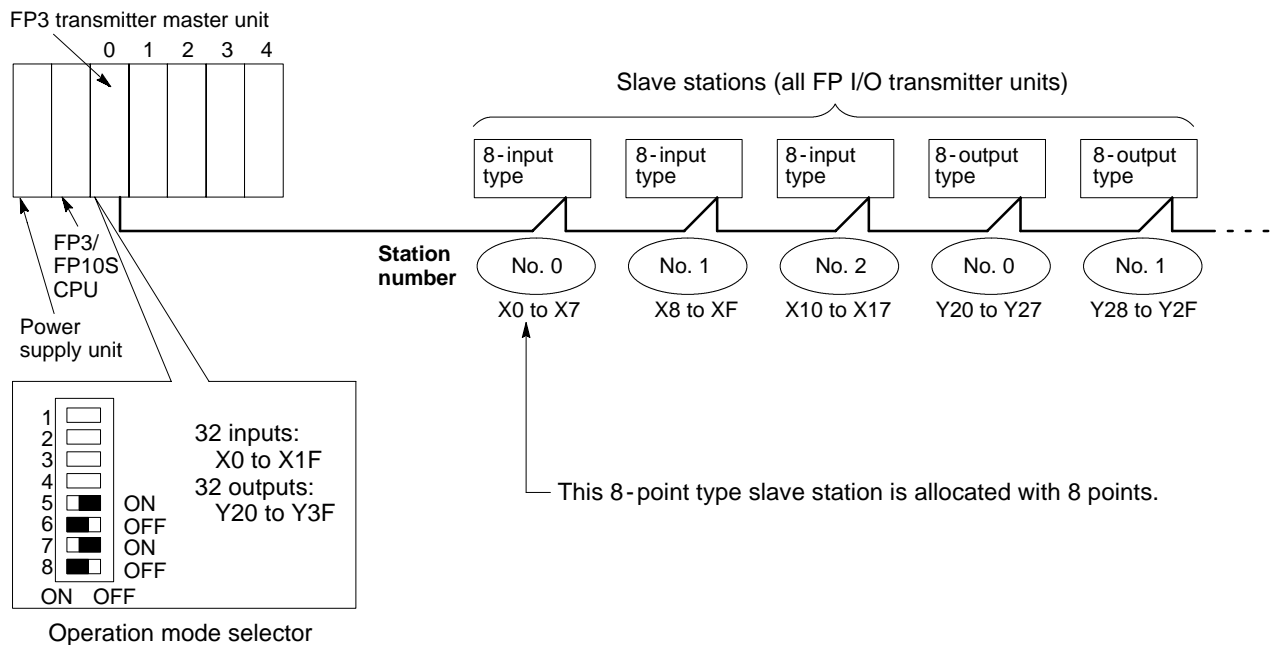 FP3 transmitter master unit
0 1 2 3 4
Slave stations (all FP I/O transmitter units)
8-input
type
8-input
type
8-input
type
8-output
type
8-output
type
FP3/
FP10S
CPU
Power
supply unit
Station
number
No. 0
No. 1
No. 2
No. 0
No. 1
X0 to X7
X8 to XF
X10 to X17
Y20 to Y27
Y28 to Y2F
This 8-point type slave station is allocated with 8 points.
1
2
3
4
5 ON
6 OFF
7 ON
8 OFF
ON OFF
32 inputs:
X0 to X1F
32 outputs:
Y20 to Y3F
Operation mode selector